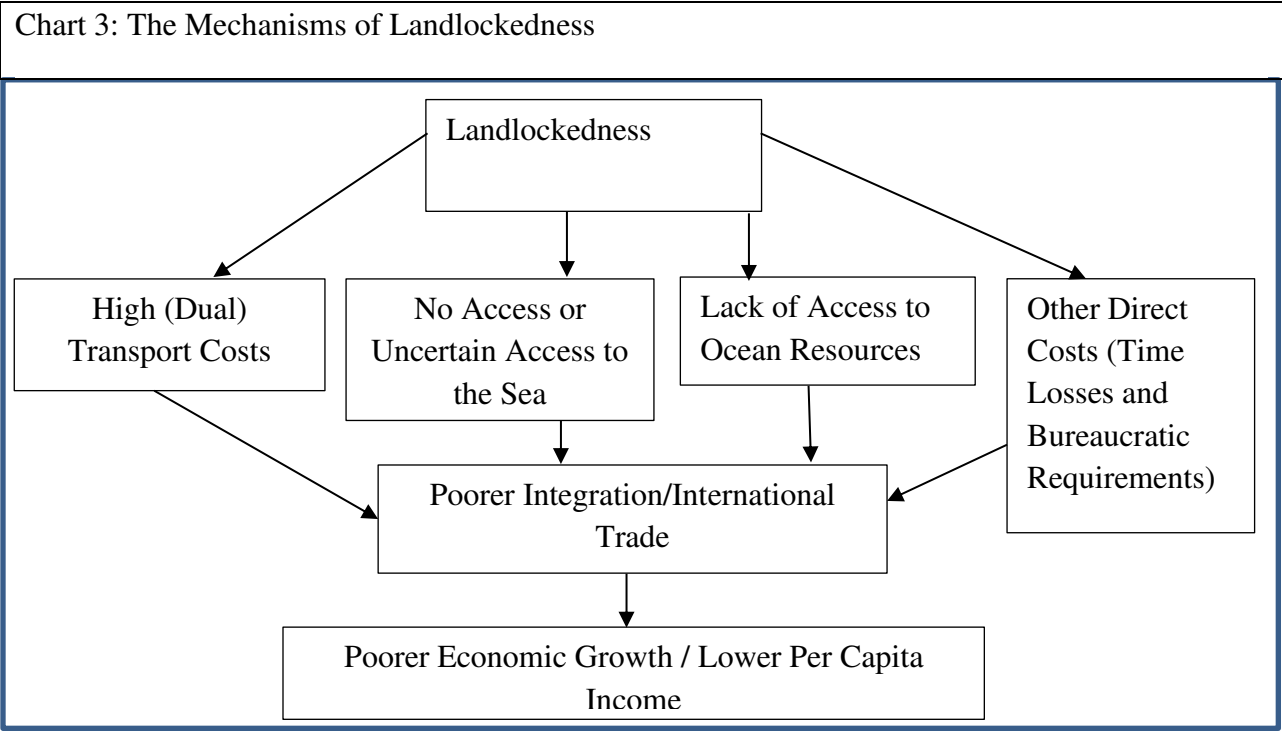 Chart 3: The Mechanisms of Landlockedness
Landlockedness
High (Dual)
Transport Costs
No Access or
Uncertain Access to
the Sea
Lack of Access to
Ocean Resources
Other Direct
Costs (Time
Losses and
Bureaucratic
Requirements)
Poorer Integration/International
Trade
Poorer Economic Growth / Lower Per Capita
Income